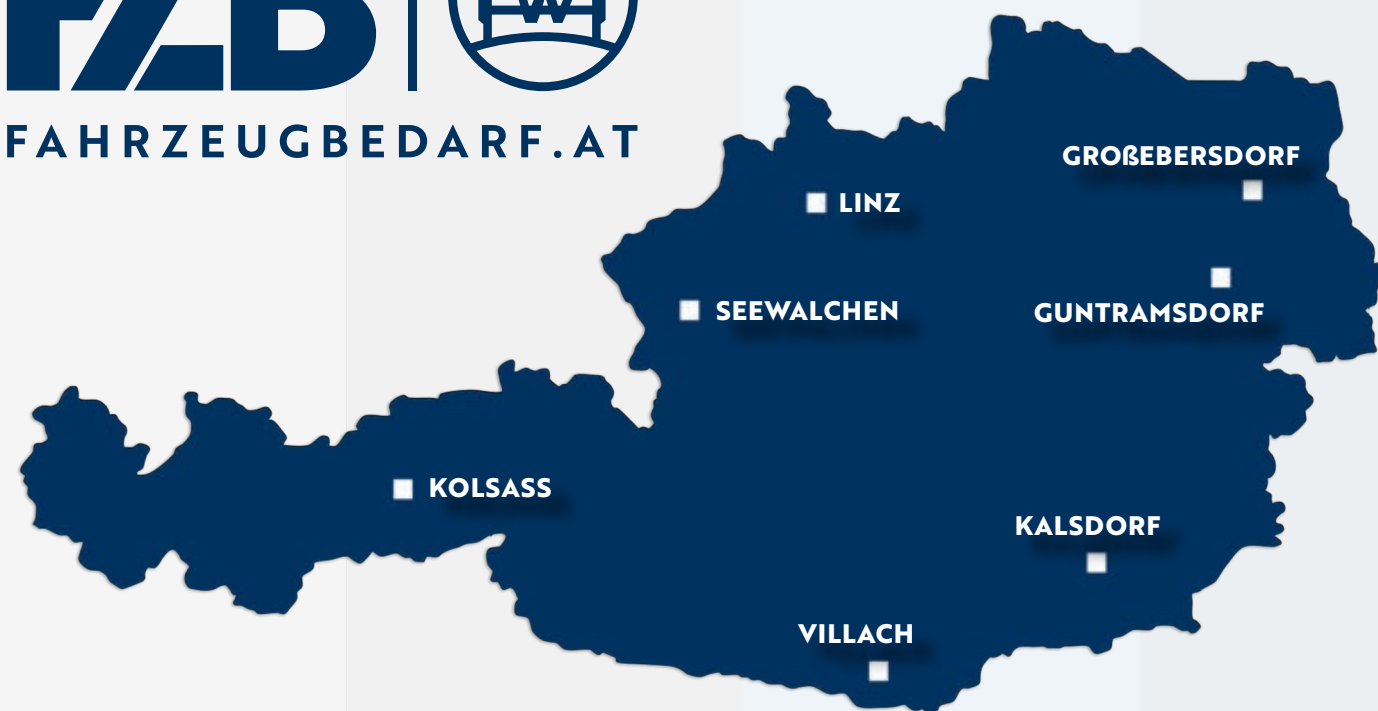 FZB
W
FAHRZEUGBEDARF.AT
GROßEBERSDORF
LINZ
SEEWALCHEN
GUNTRAMSDORF
KOLSASS
KALSDORF
VILLACH